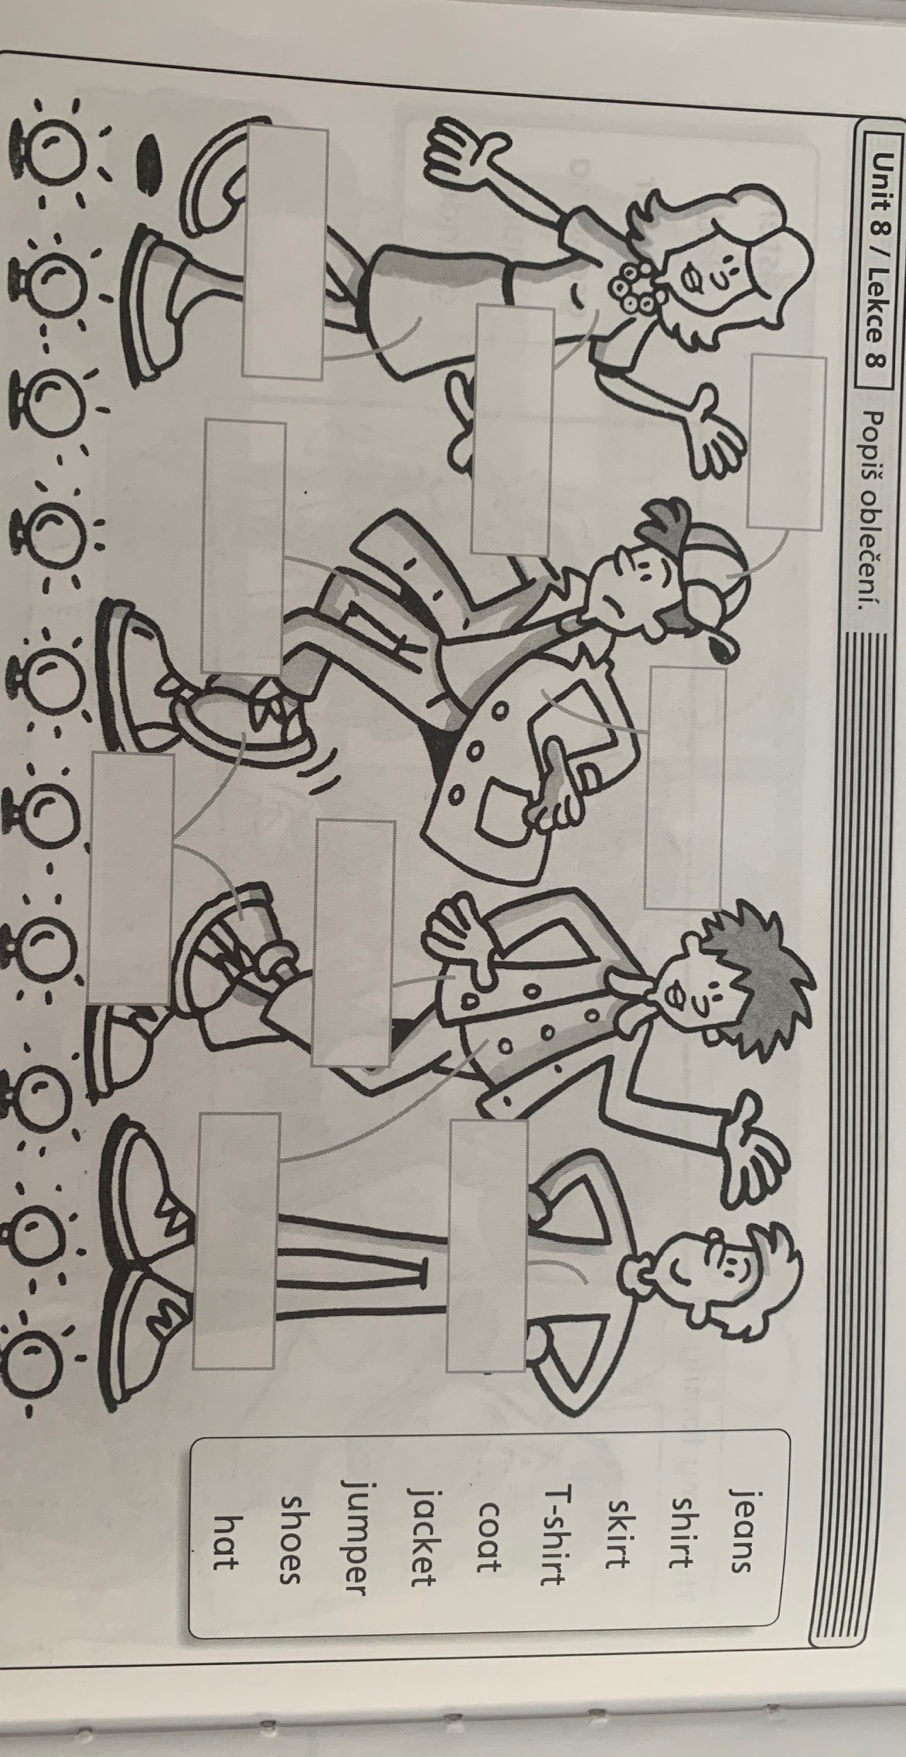 Unit 8 / Lekce 8 Popiš oblečení.
jeans
shirt
skirt
T-shirt
coat
jacket
jumper
shoes
hat